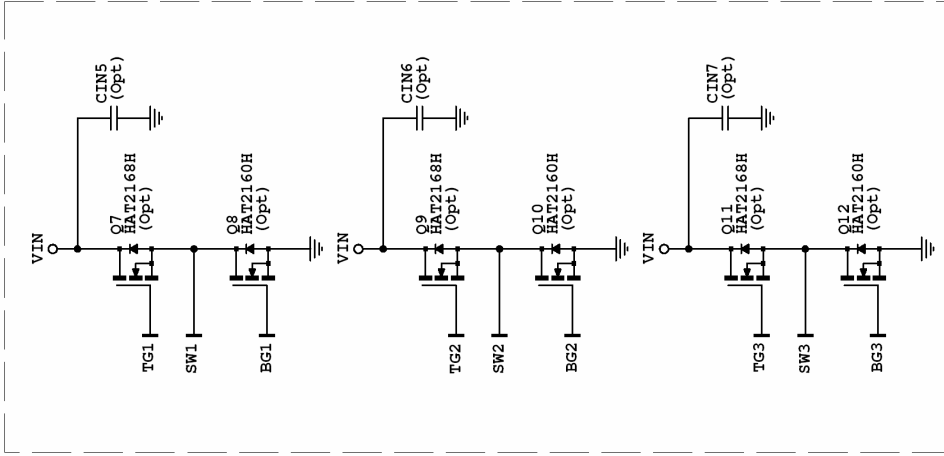 CIN5
(Opt)
CIN6
(Opt)
CIN7
(Opt)
VIN
Q7
HAT2168H
(Opt)
Q8
HAT2160H
(Opt)
VIN
Q9
HAT2168H
(Opt)
Q10
HAT2160H
(Opt)
VIN
Q11
HAT2168H
(Opt)
Q12
HAT2160H
(Opt)
TG1
SW1
BG1
TG2
SW2
BG2
TG3
SW3
BG3